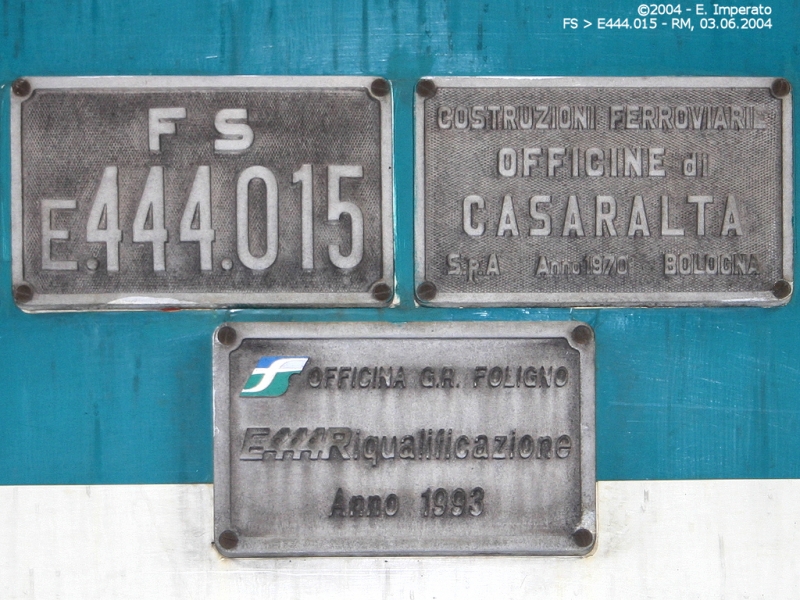 ©2004 - E. Imperato
FS > E444.015 - RM, 03.06.2004
FS
E.444.015
COSTRUZIONI FERROVIARIE
OFFICINE di
CASARALTA
S.p.A Anno 1970 BOLOGNA
OFFICINA G.R. FOLIGNO
E444Riqualificazione
Anno 1993